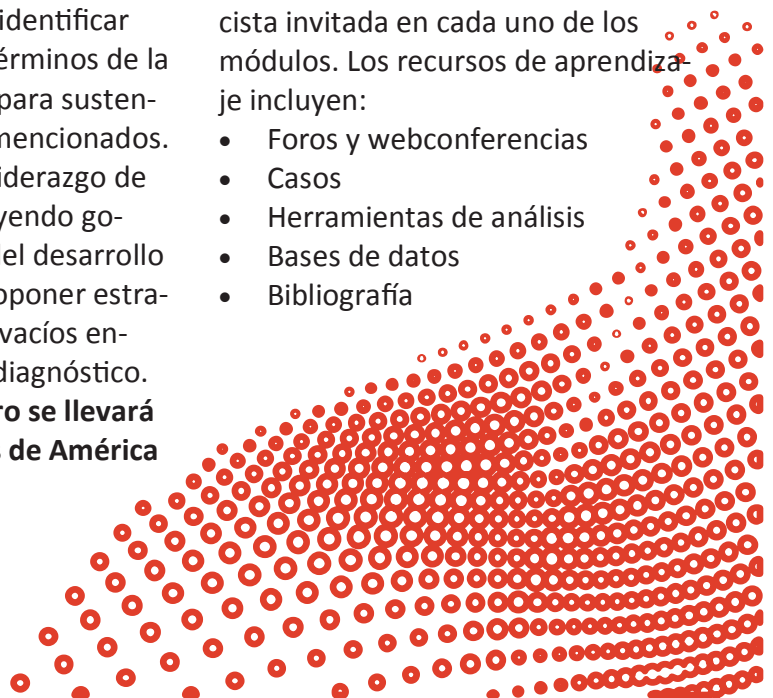 identificar
érminos de la
para susten-
mencionados.
iderazgo de
yendo go-
del desarrollo
oponer estra-
vacíos en-
diagnóstico.
ro se llevará
s de América
cista invitada en cada uno de los
módulos. Los recursos de aprendiza-
je incluyen:
• Foros y webconferencias
• Casos
• Herramientas de análisis
• Bases de datos
• Bibliografía